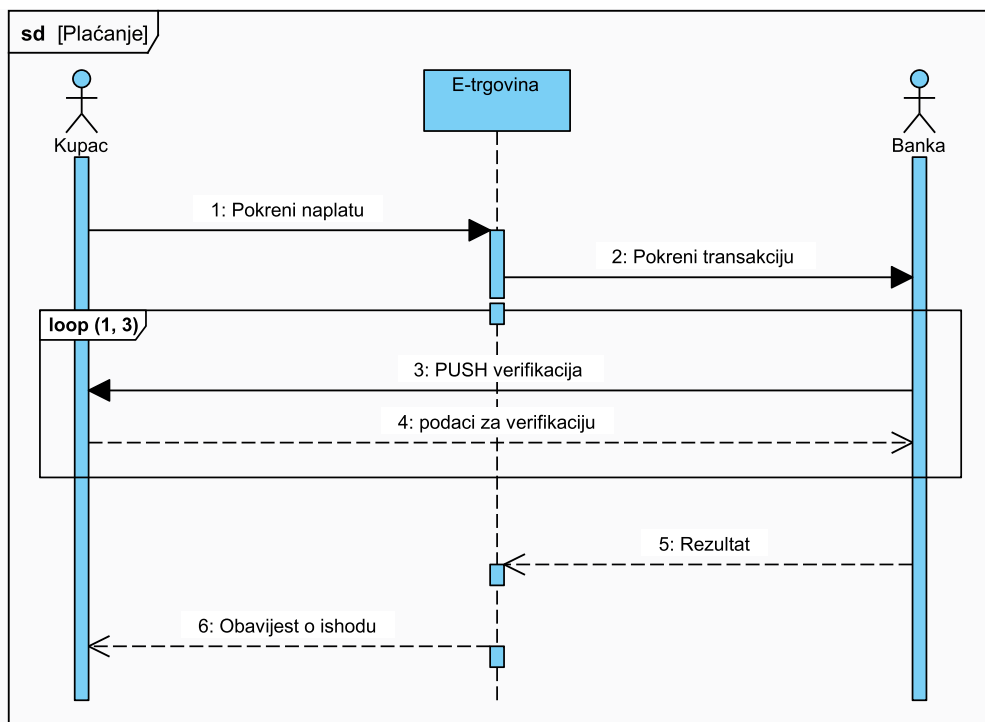 sd [Plaćanje]
E-trgovina
Kupac
Banka
1: Pokreni naplatu
2: Pokreni transakciju
loop (1, 3)
3: PUSH verifikacija
4: podaci za verifikaciju
5: Rezultat
6: Obavijest o ishodu